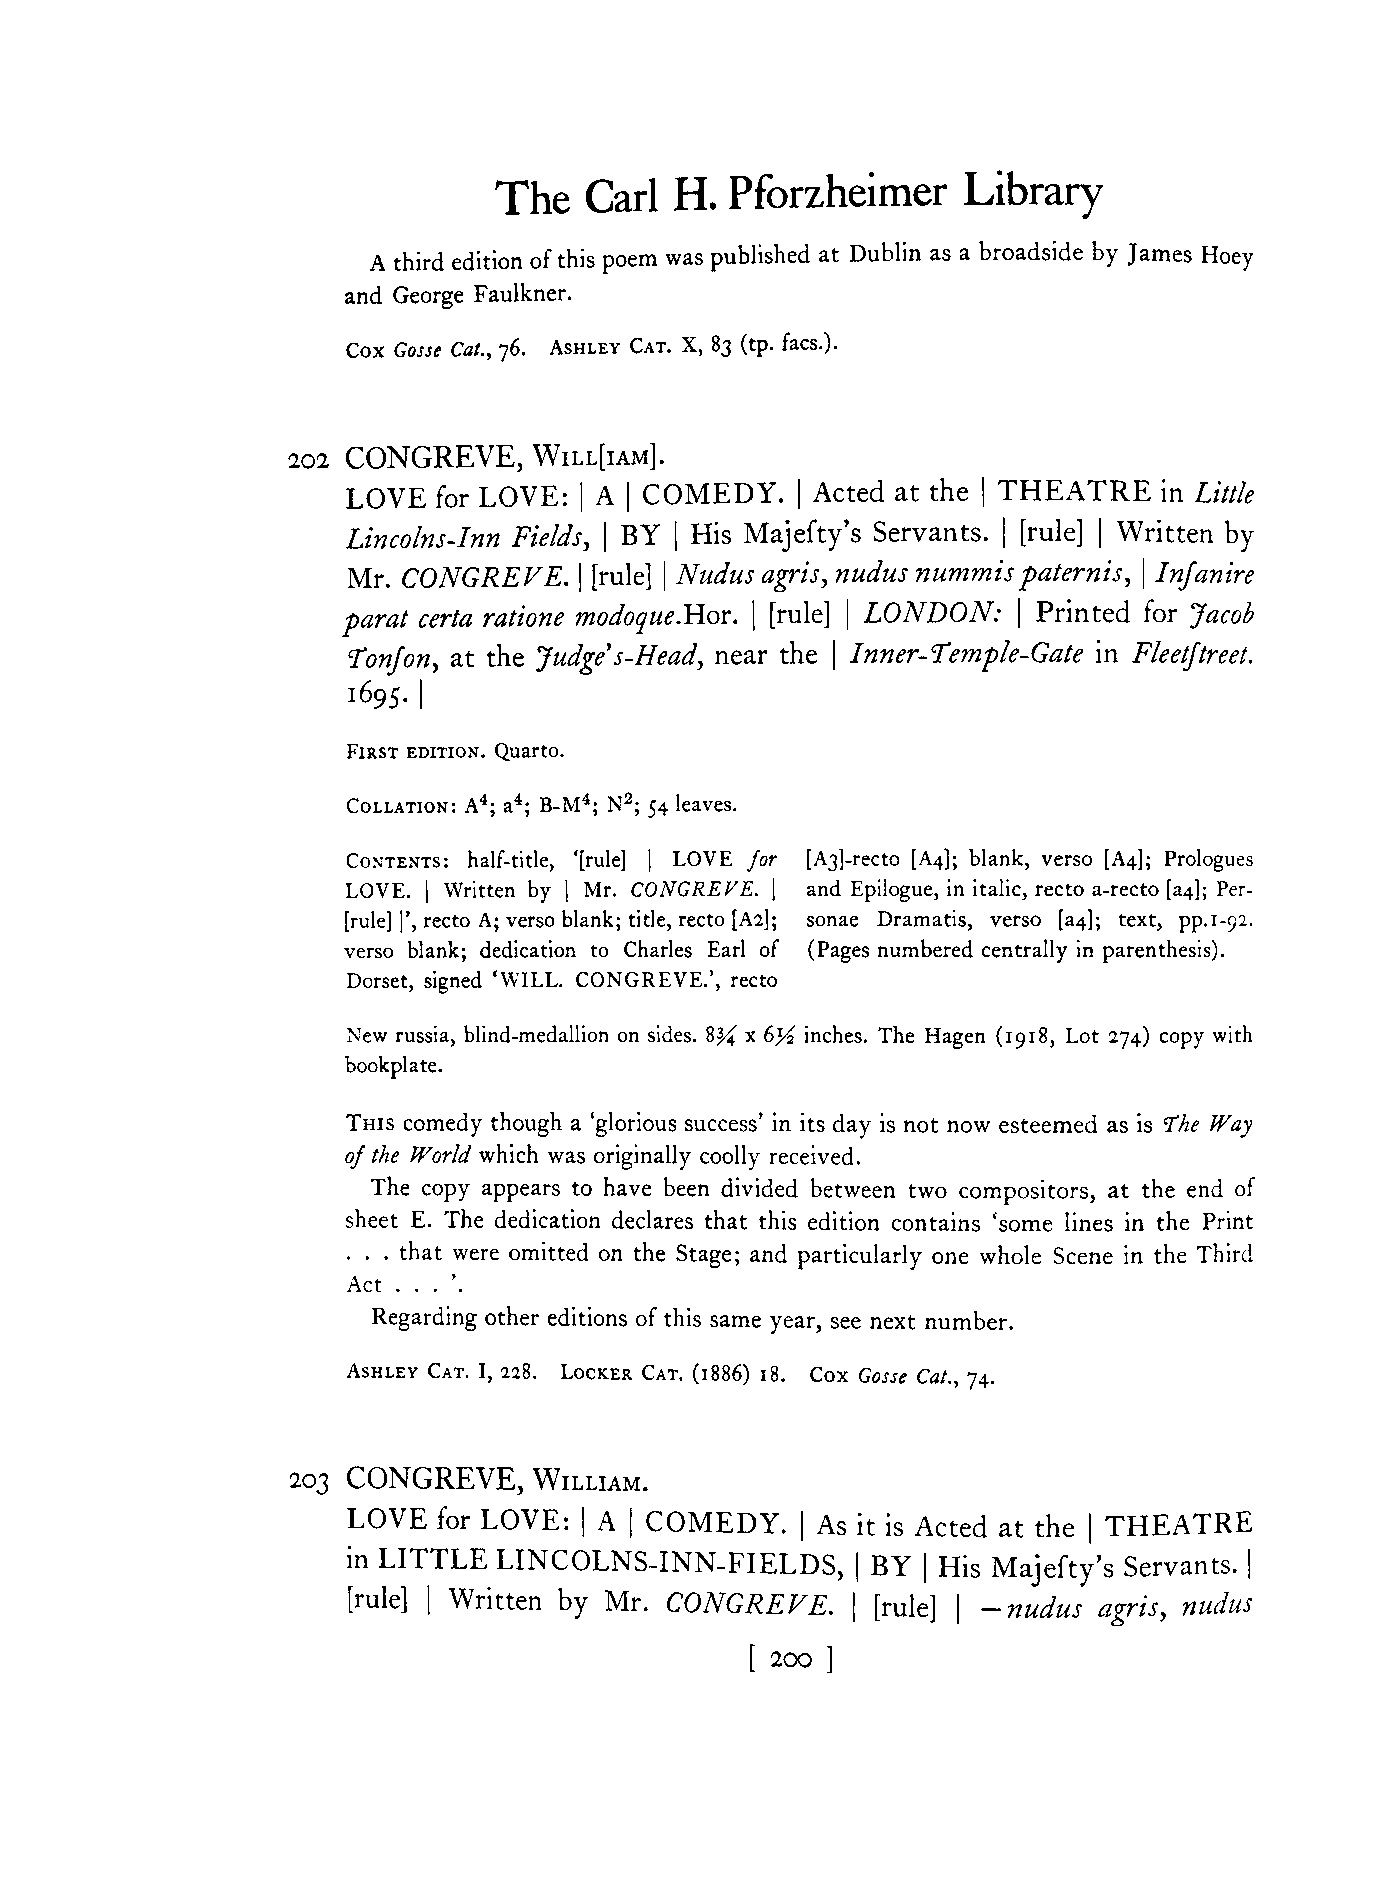 The Carl H. Pforzheimer Library
A third edition of this poem was published at Dublin as a broadside by James Hoey
and George Faulkner.
Cox Gosse Cat., 76. Ashley Cat. X, 83 (tp. facs.).
202 CONGREVE, Will[iam].
LOVE for LOVE: | A | COMEDY. | Acted at the | THEATRE in Little
Lincolns-Inn Fields, | BY | His Majeſty's Servants. | [rule] | Written by
Mr. CONGREVE. | [rule] | Nudus agris, nudus nummis paternis, | Inſanire
parat certa ratione modoque.Hor. | [rule] | LONDON: | Printed for Jacob
Tonſon, at the Judge's-Head, near the | Inner-Temple-Gate in Fleetſtreet.
1695. |
First edition. Quarto.
Collation: A⁴; a⁴; B-M⁴; N²; 54 leaves.
Contents: half-title, '[rule] | LOVE for
LOVE. | Written by | Mr. CONGREVE. |
[rule] |', recto A; verso blank; title, recto [A2];
verso blank; dedication to Charles Earl of
Dorset, signed 'WILL. CONGREVE.', recto
[A3]-recto [A4]; blank, verso [A4]; Prologues
and Epilogue, in italic, recto a-recto [a4]; Per-
sonae Dramatis, verso [a4]; text, pp.1-92.
(Pages numbered centrally in parenthesis).
New russia, blind-medallion on sides. 8¾ x 6½ inches. The Hagen (1918, Lot 274) copy with
bookplate.
This comedy though a 'glorious success' in its day is not now esteemed as is The Way
of the World which was originally coolly received.
The copy appears to have been divided between two compositors, at the end of
sheet E. The dedication declares that this edition contains 'some lines in the Print
. . . that were omitted on the Stage; and particularly one whole Scene in the Third
Act . . . '.
Regarding other editions of this same year, see next number.
Ashley Cat. I, 228. Locker Cat. (1886) 18. Cox Gosse Cat., 74.
203 CONGREVE, William.
LOVE for LOVE: | A | COMEDY. | As it is Acted at the | THEATRE
in LITTLE LINCOLNS-INN-FIELDS, | BY | His Majeſty's Servants. |
[rule] | Written by Mr. CONGREVE. | [rule] | —nudus agris, nudus
[ 200 ]